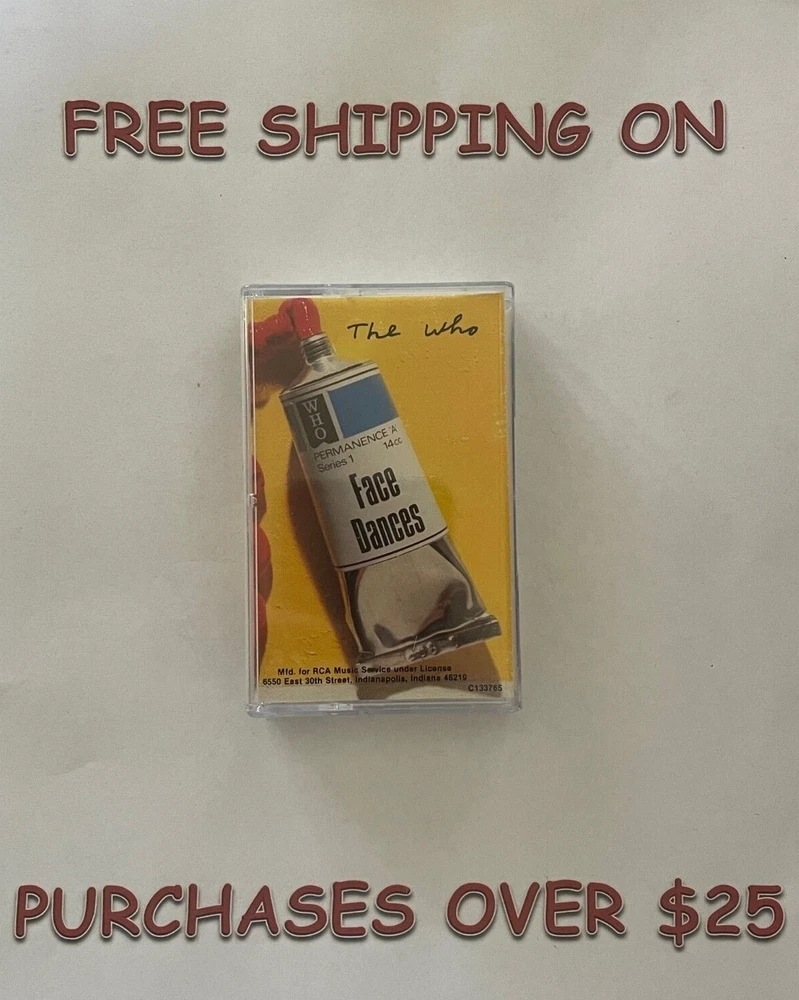 FREE SHIPPING ON
The Who
WHO
PERMANENCE 'A'
Series 1 14cc
Face
Dances
Mfd. for RCA Music Service under License
6550 East 30th Street, Indianapolis, Indiana 46219
C133765
PURCHASES OVER $25